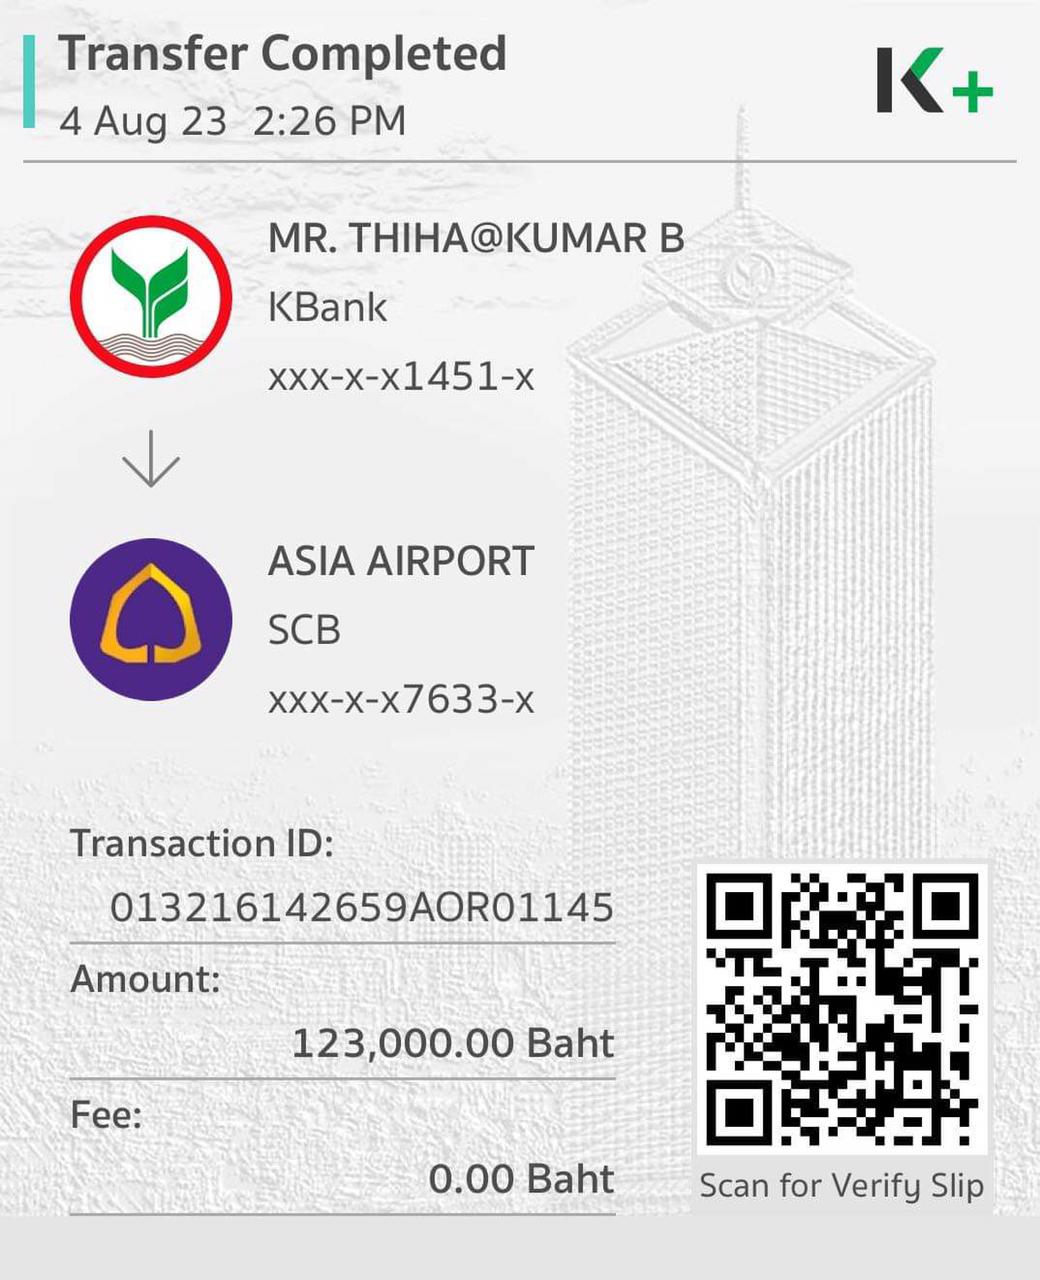 Transfer Completed
4 Aug 23 2:26 PM
K+
MR. THIHA@KUMAR B
KBank
xxx-x-x1451-x
ASIA AIRPORT
SCB
xxx-x-x7633-x
Transaction ID:
013216142659AOR01145
Amount:
123,000.00 Baht
Fee:
0.00 Baht
Scan for Verify Slip